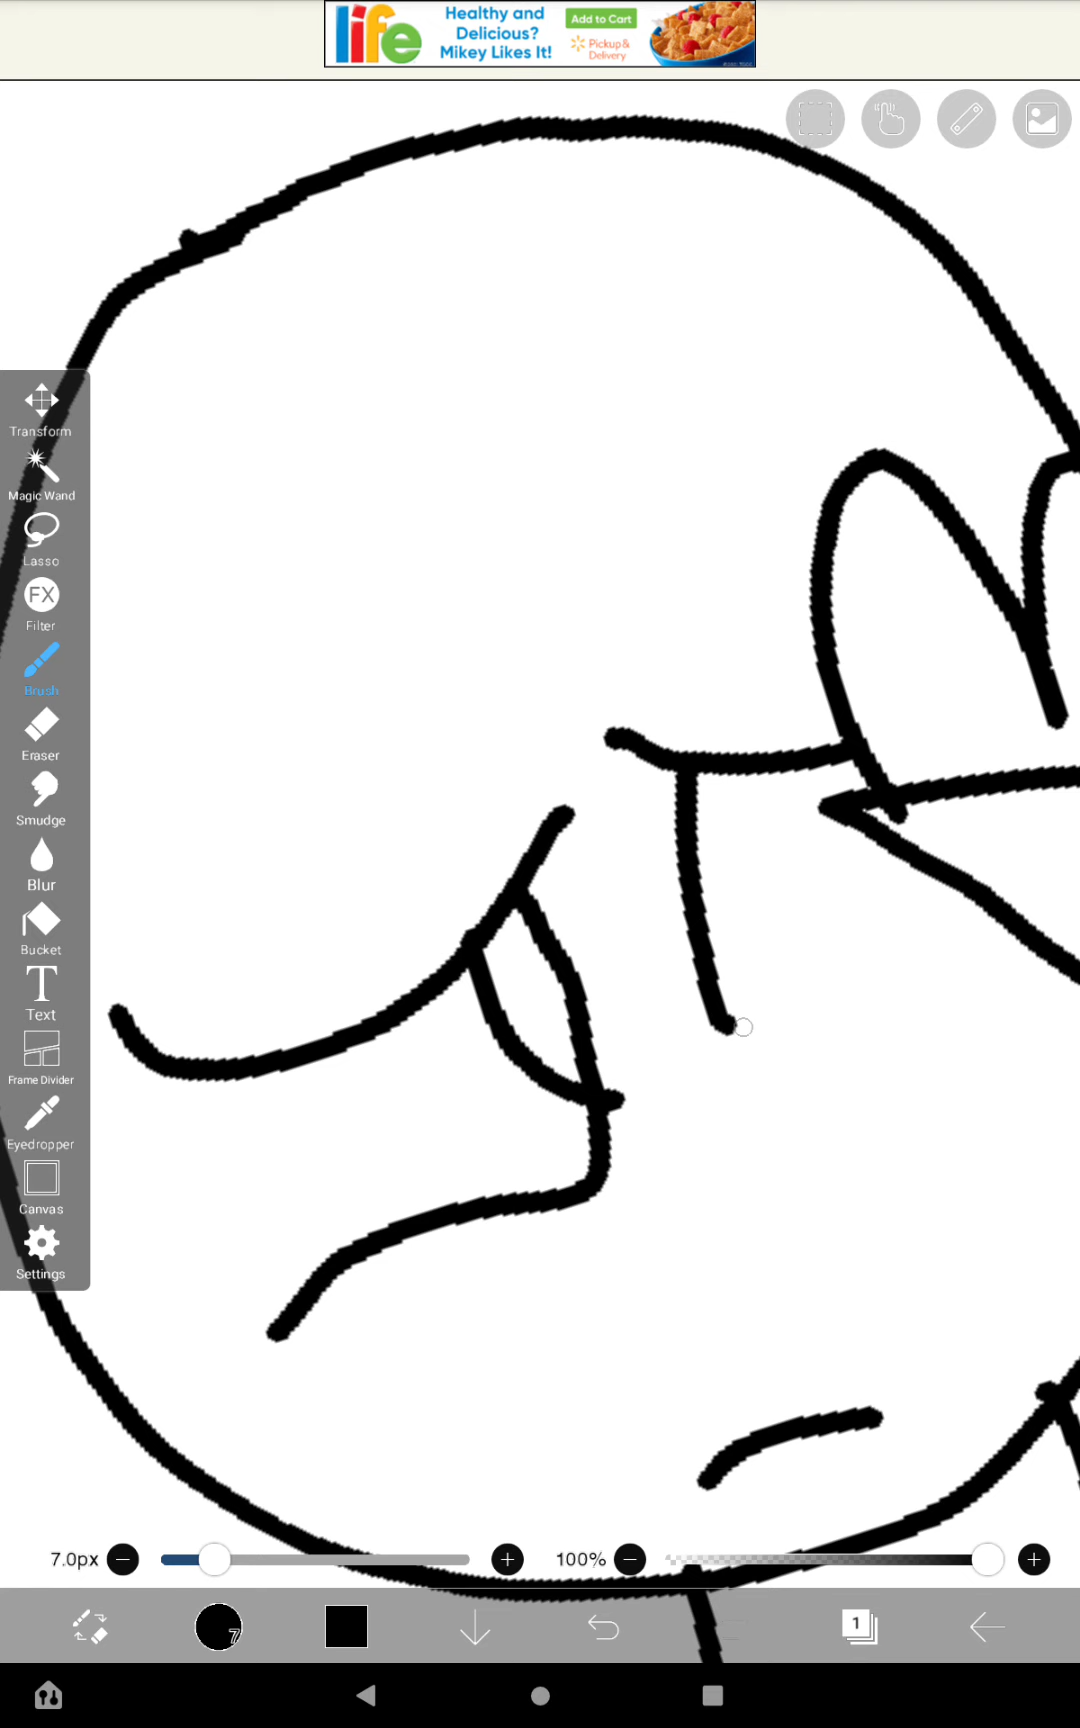 life
Healthy and
Delicious?
Mikey Likes It!
Add to Cart
Pickup &
Delivery
Transform
Magic Wand
Lasso
FX
Filter
Brush
Eraser
Smudge
Blur
Bucket
T
Text
Frame Divider
Eyedropper
Canvas
Settings
7.0px
100%
7
1